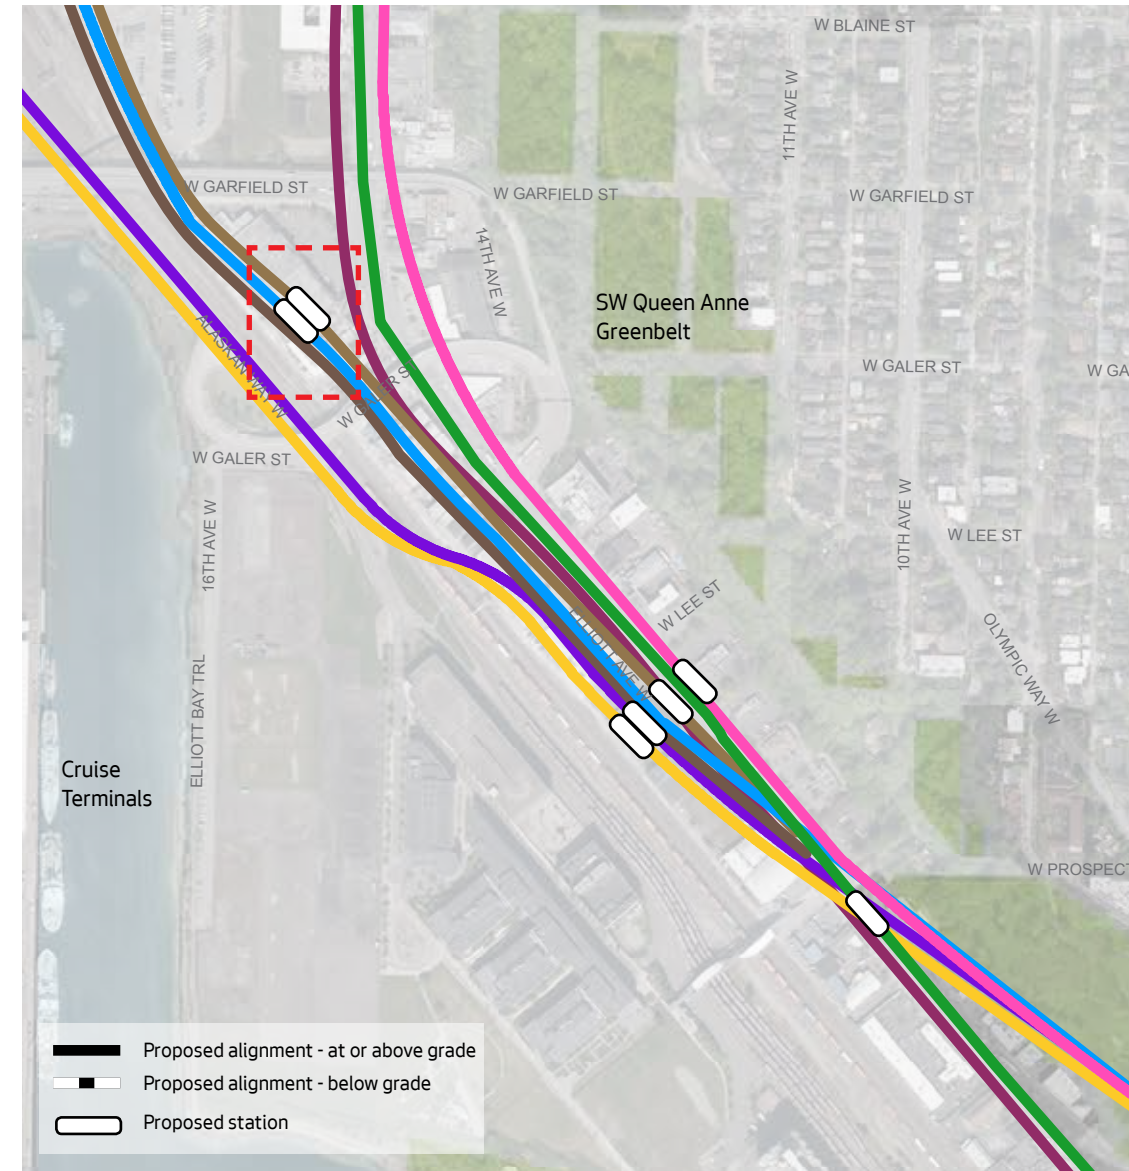 W BLAINE ST
11TH AVE W
W GARFIELD ST
W GARFIELD ST
W GARFIELD ST
14TH AVE W
SW Queen Anne
Greenbelt
ALASKAN WAY W
W GALER ST
W GALER ST
W GA
W GALER ST
16TH AVE W
10TH AVE W
W LEE ST
W LEE ST
ELLIOTT AVE W
OLYMPIC WAY W
ELLIOTT BAY TRL
Cruise
Terminals
W PROSPECT
Proposed alignment - at or above grade
Proposed alignment - below grade
Proposed station